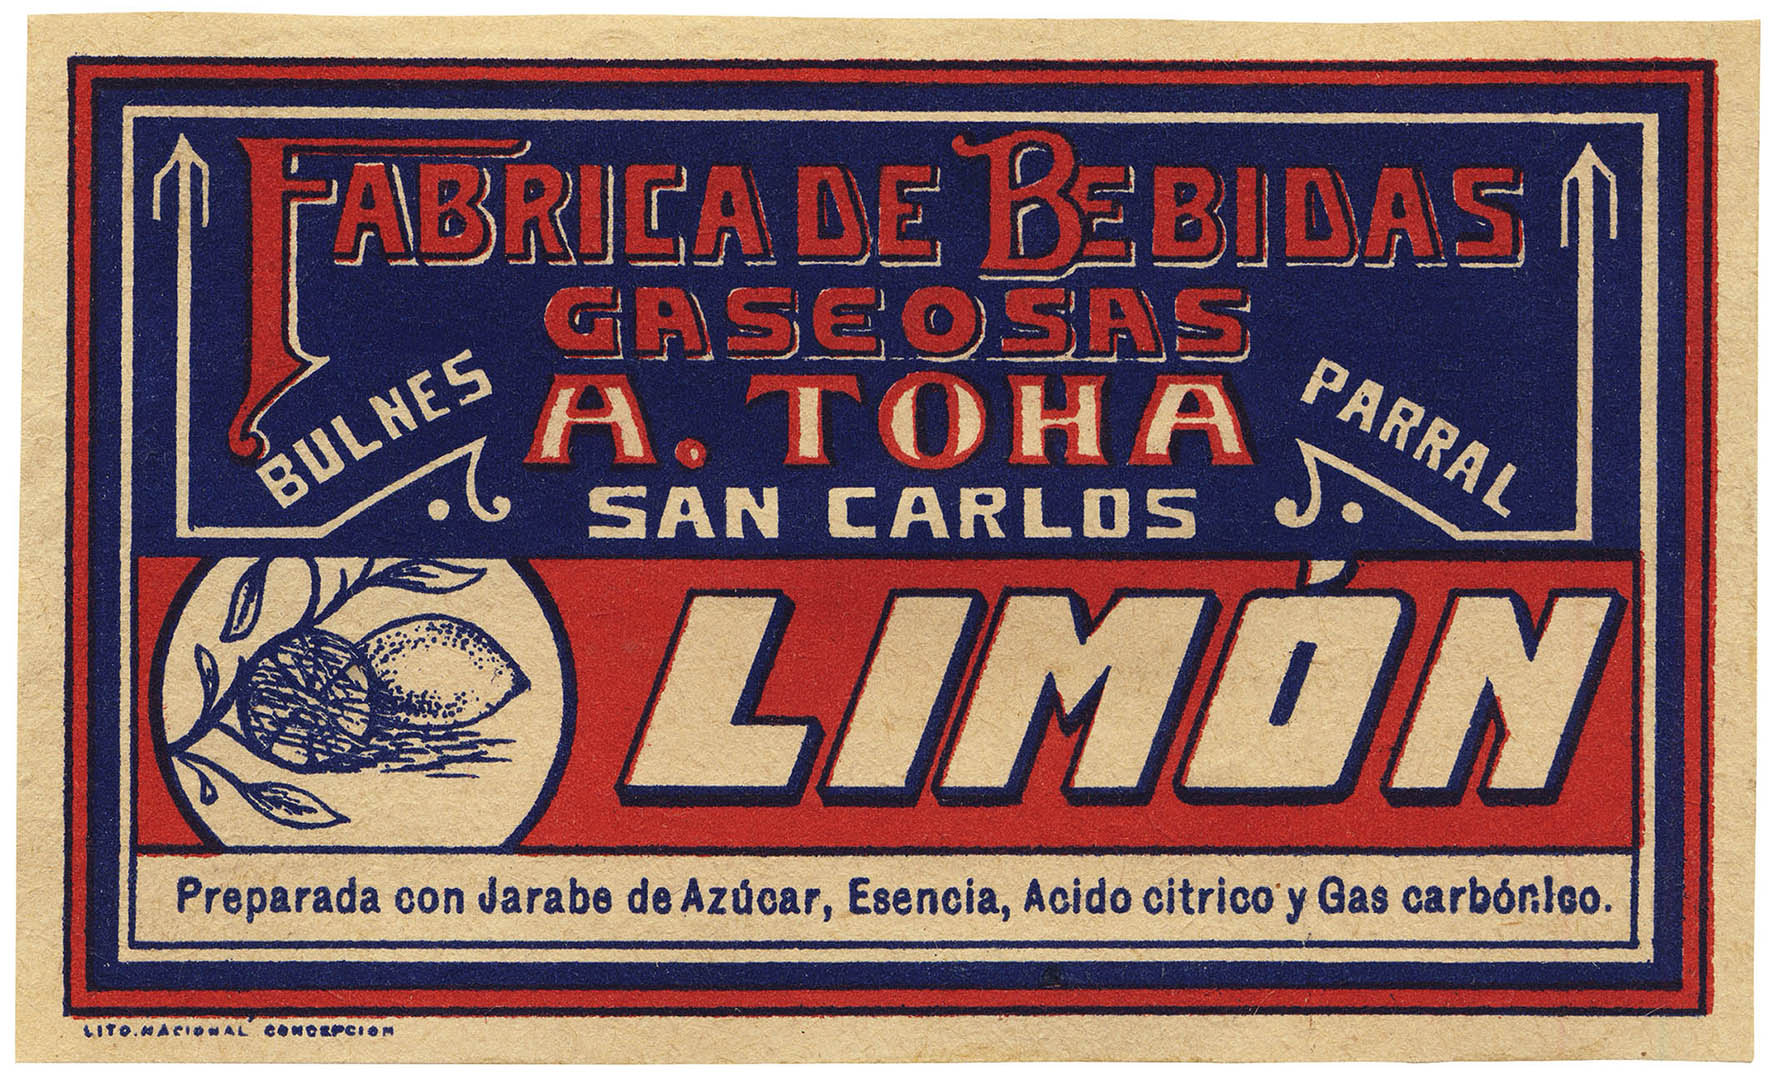 FABRICA DE BEBIDAS
GASEOSAS
A. TOHA
BULNES
PARRAL
SAN CARLOS
LIMÓN
Preparada con Jarabe de Azúcar, Esencia, Acido citrico y Gas carbónico.
LITO. NACIONAL CONCEPCION